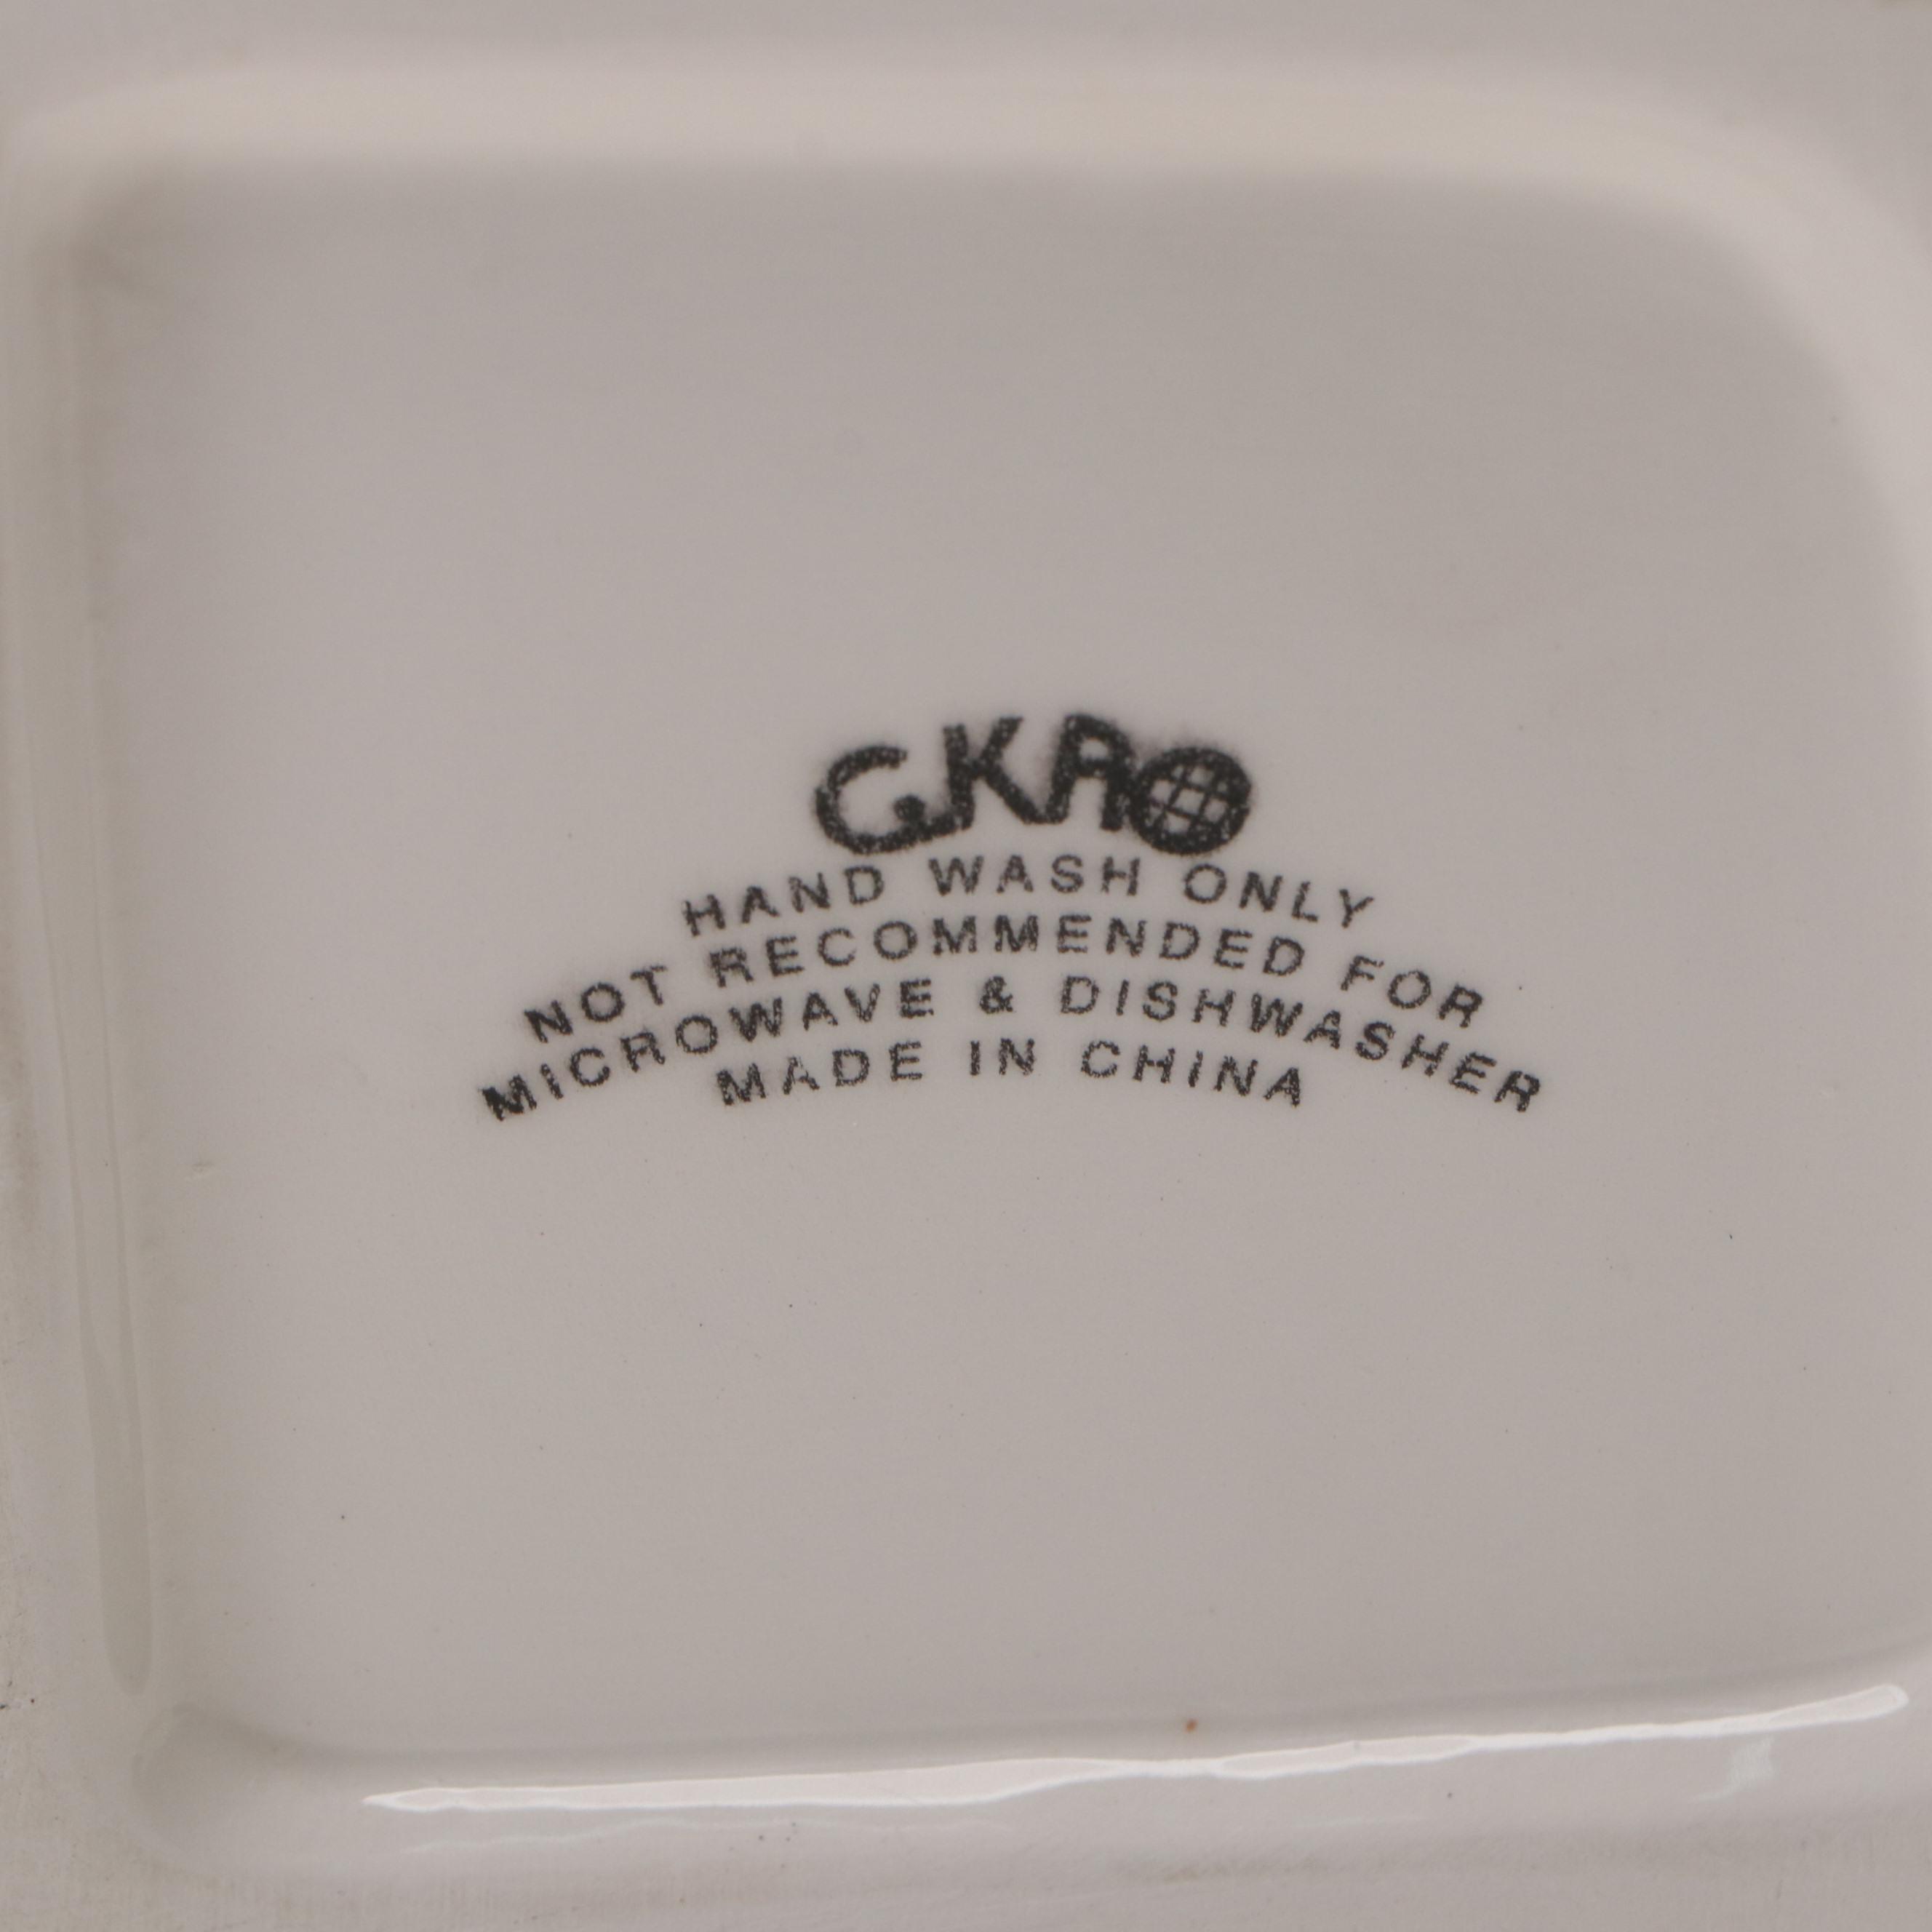 GKAO
HAND WASH ONLY
NOT RECOMMENDED FOR
MICROWAVE & DISHWASHER
MADE IN CHINA